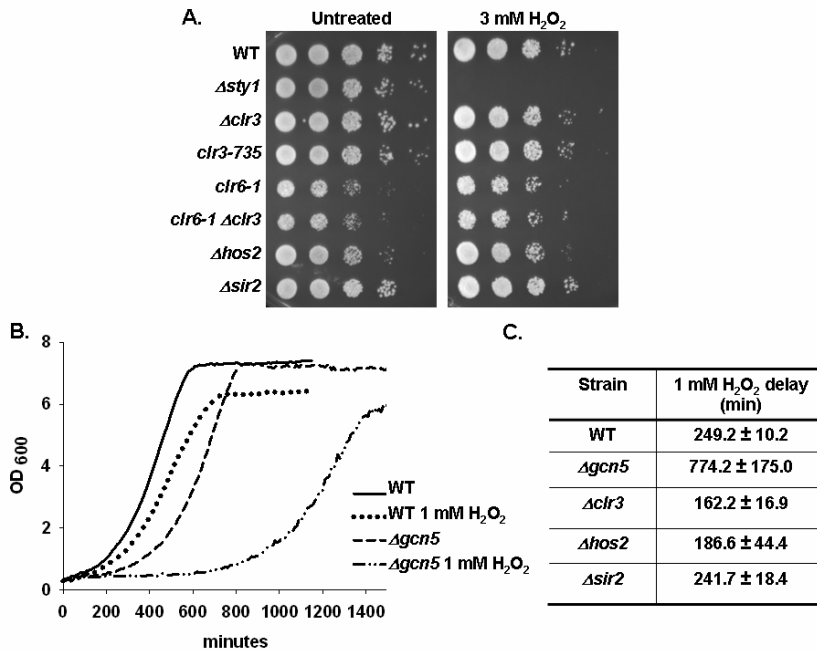 A.
Untreated
3 mM H₂O₂
WT
Δsty1
Δclr3
clr3-735
clr6-1
clr6-1 Δclr3
Δhos2
Δsir2
B.
8
6
4
2
0
OD 600
0 200 400 600 800 1000 1200 1400
minutes
WT
WT 1 mM H₂O₂
Δgcn5
Δgcn5 1 mM H₂O₂
C.
Strain 1 mM H₂O₂ delay
(min)
WT 249.2 ± 10.2
Δgcn5 774.2 ± 175.0
Δclr3 162.2 ± 16.9
Δhos2 186.6 ± 44.4
Δsir2 241.7 ± 18.4